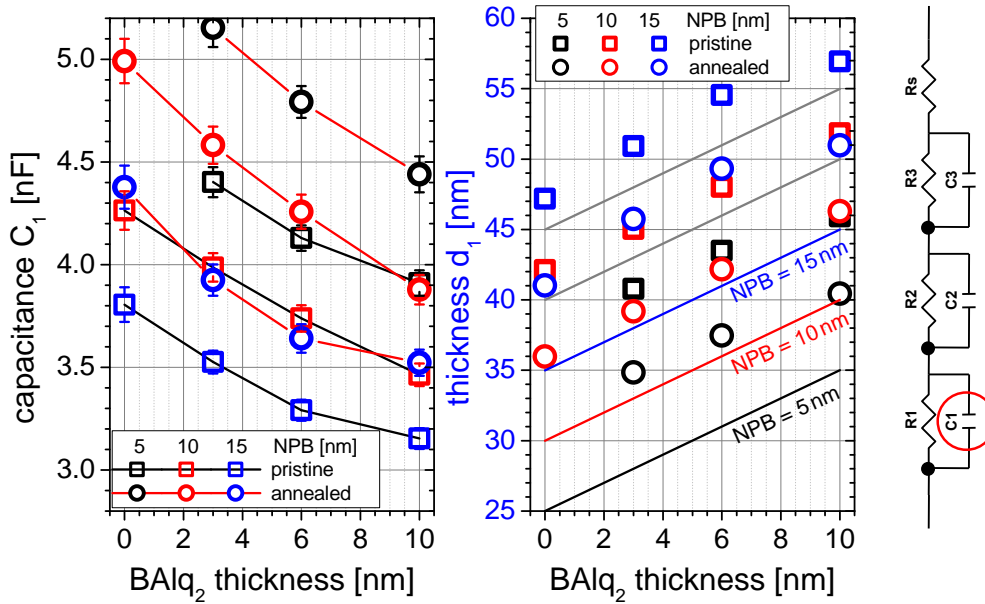 5.0
4.5
4.0
3.5
3.0
capacitance C₁ [nF]
5 10 15 NPB [nm]
pristine
annealed
0 2 4 6 8 10
BAlq₂ thickness [nm]
60
55
50
45
40
35
30
25
thickness d₁ [nm]
5 10 15 NPB [nm]
pristine
annealed
NPB = 15 nm
NPB = 10 nm
NPB = 5 nm
0 2 4 6 8 10
BAlq₂ thickness [nm]
Rs
R3 C3
R2 C2
R1 C1